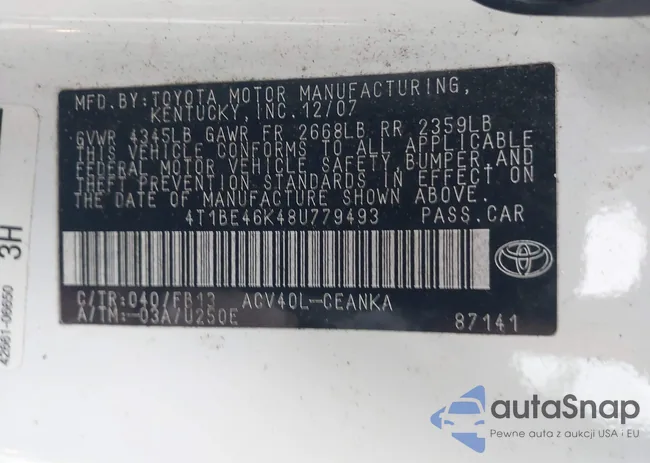 MFD.BY:TOYOTA MOTOR MANUFACTURING,
KENTUCKY,INC.12/07
GVWR 4345LB GAWR FR 2668LB RR 2359LB
THIS VEHICLE CONFORMS TO ALL APPLICABLE
FEDERAL MOTOR VEHICLE SAFETY,BUMPER,AND
THEFT PREVENTION STANDARDS IN EFFECT ON
THE DATE OF MANUFACTURE SHOWN ABOVE.
4T1BE46K48U779493 PASS.CAR
C/TR:040/FB13 ACV40L-CEANKA
A/TM:-03A/U250E 87141
3H
42661-06650
autaSnap
Pewne auta z aukcji USA i EU